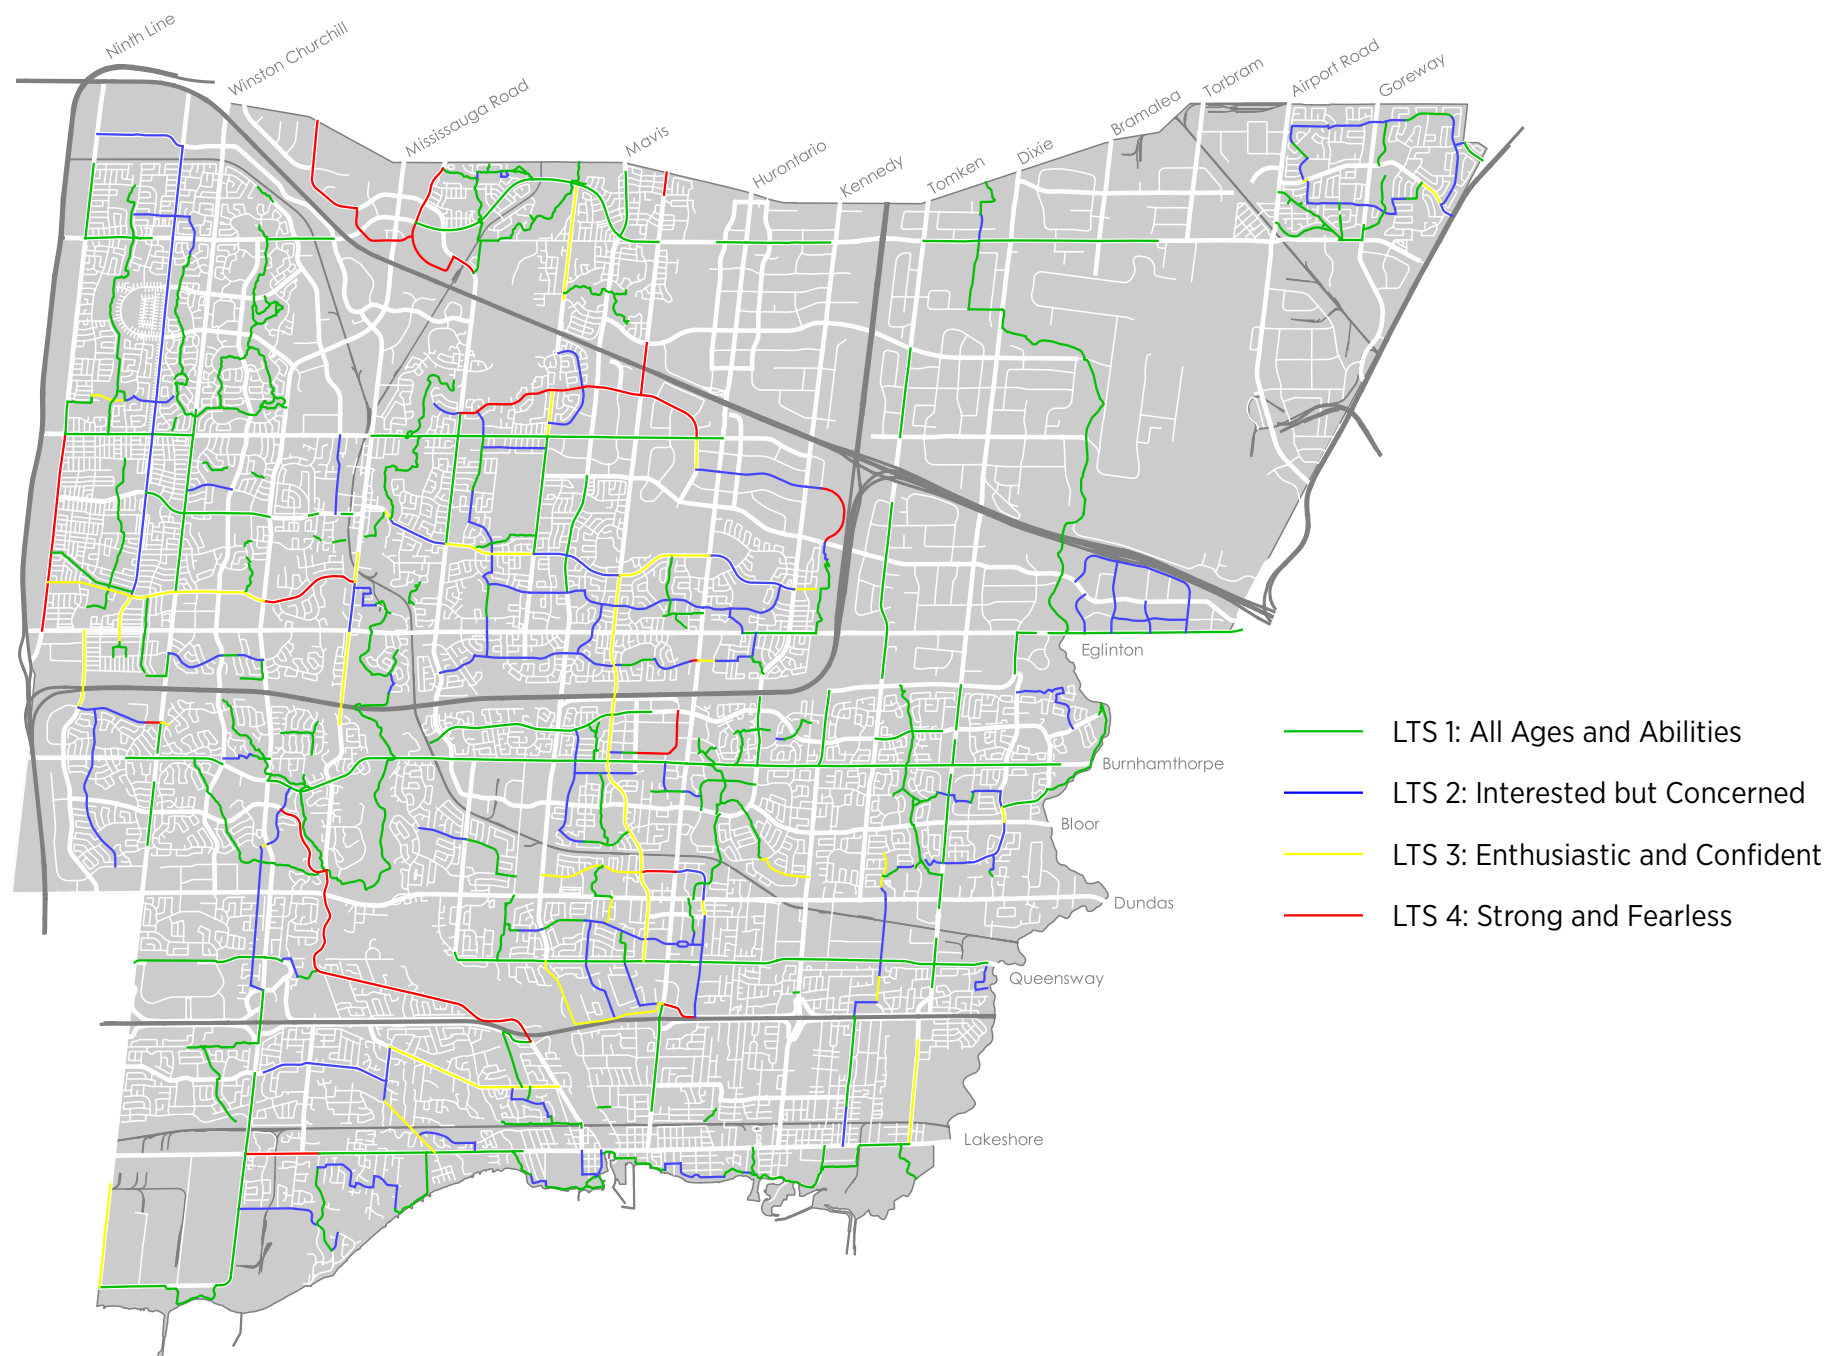 Ninth Line
Winston Churchill
Mississauga Road
Mavis
Hurontario
Kennedy
Tomken
Dixie
Bramalea
Torbram
Airport Road
Goreway
Eglinton
Burnhamthorpe
Bloor
Dundas
Queensway
Lakeshore
LTS 1: All Ages and Abilities
LTS 2: Interested but Concerned
LTS 3: Enthusiastic and Confident
LTS 4: Strong and Fearless